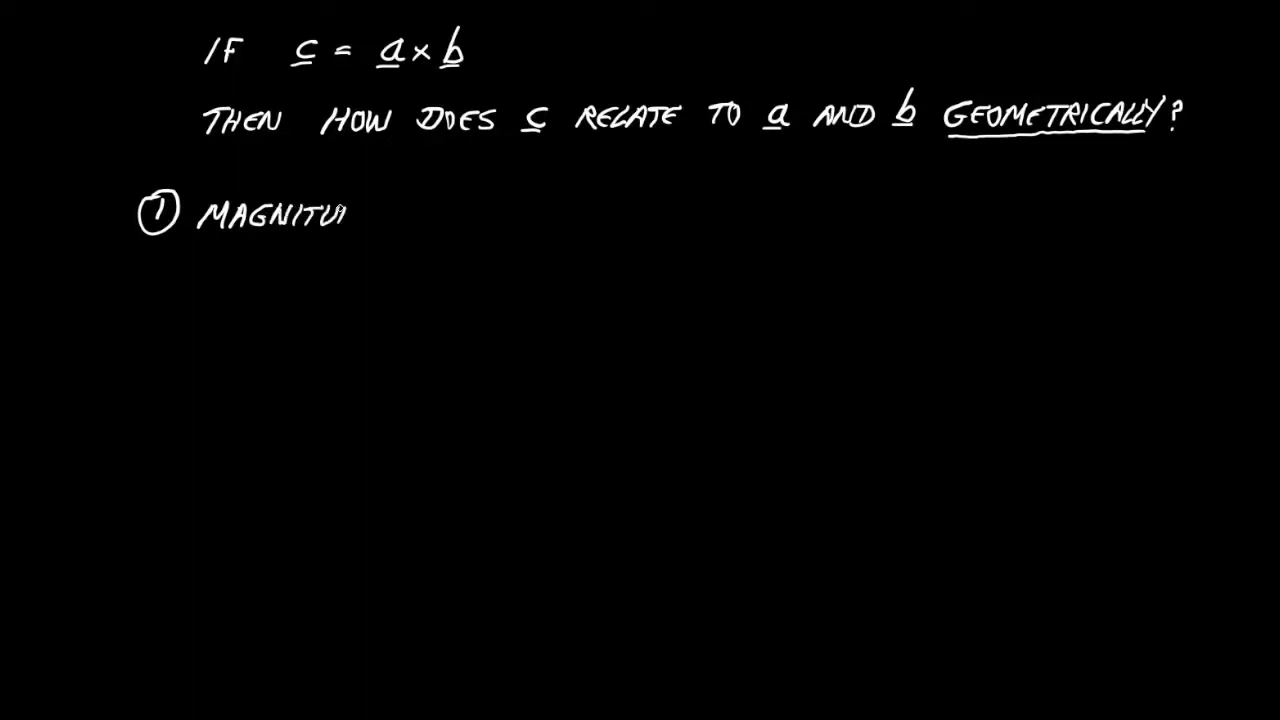 IF c = a × b
THEN HOW DOES c RELATE TO a AND b GEOMETRICALLY?
① MAGNITU